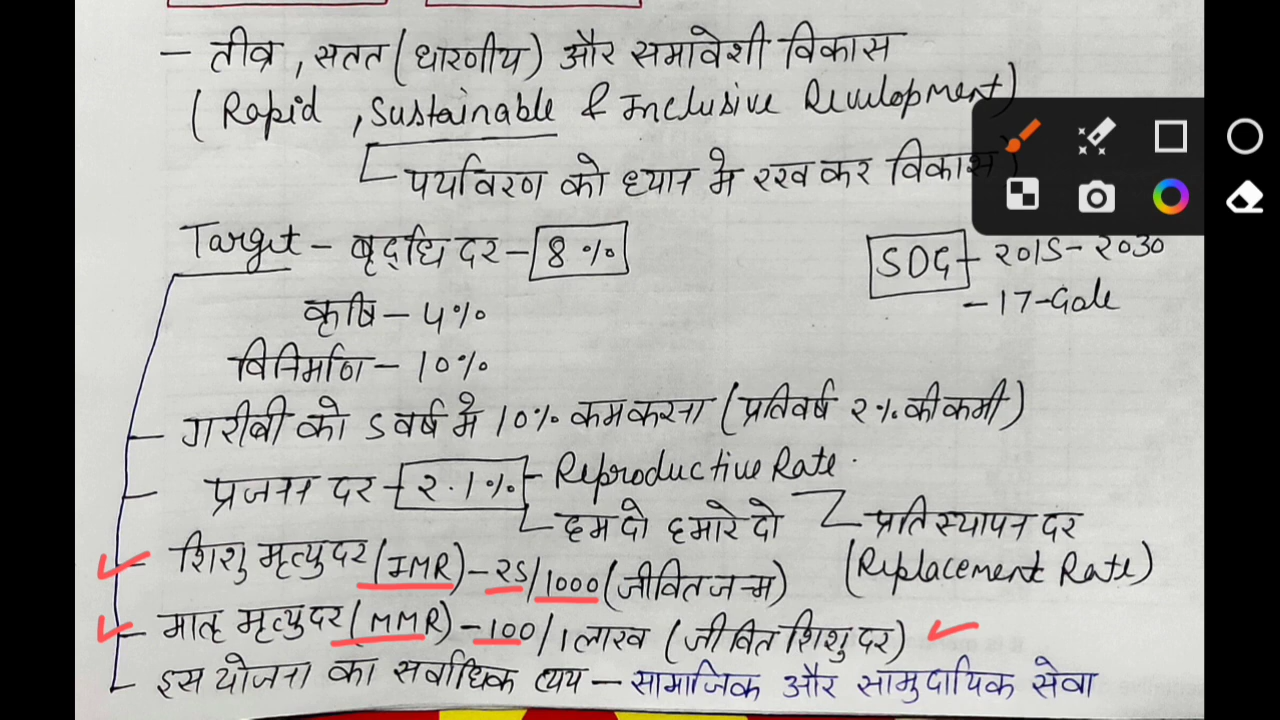 – तीव्र, सतत (धारणीय) और समावेशी विकास
(Rapid, Sustainable & Inclusive Development)
पर्यावरण को ध्यान मे रख कर विकास
Target – बृद्धि दर – 8%
SDG – 2015 – 2030
– 17 – Gole
कृषि – 4%
विनिर्माण – 10%
– गरीबी को 5 वर्ष मे 10% कम करना (प्रतिवर्ष 2% की कमी)
– प्रजनन दर – 2.1% – Reproductive Rate.
हम दो हमारे दो
प्रतिस्थापन दर
– शिशु मृत्यु दर (IMR) – 25/1000 (जीवित जन्म)
(Replacement Rate)
– मातृ मृत्यु दर (MMR) – 100/1 लाख (जीवित शिशु दर)
– इस योजना का सर्वाधिक व्यय – सामाजिक और सामुदायिक सेवा